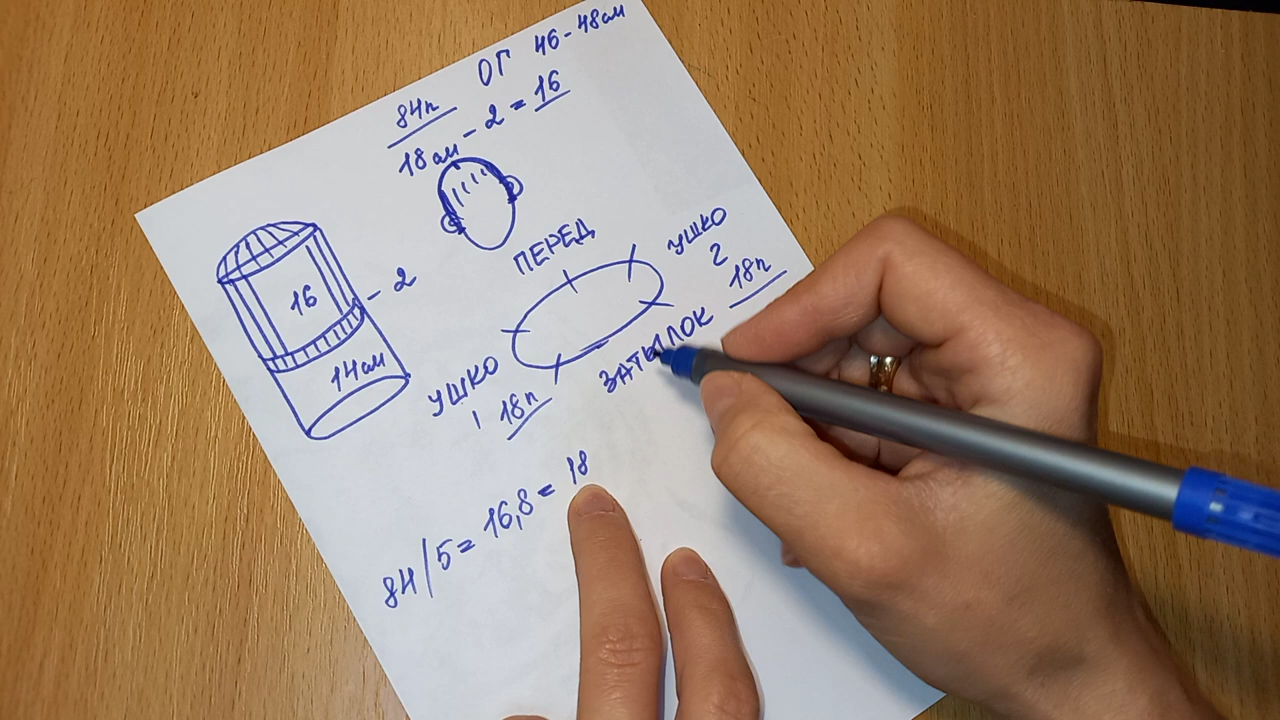 ОГ 46-48см
84п
18см - 2 = 16
ПЕРЕД
УШКО
2
18п
16
- 2
14см
ЗАТЫЛОК
УШКО
1 18п
84/5 = 16,8 = 18